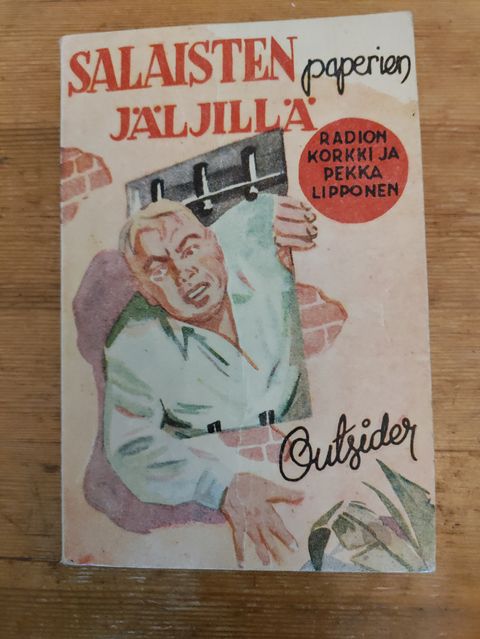 SALAISTEN paperien
JÄLJILLÄ
RADION
KORKKI JA
PEKKA
LIPPONEN
Outsider